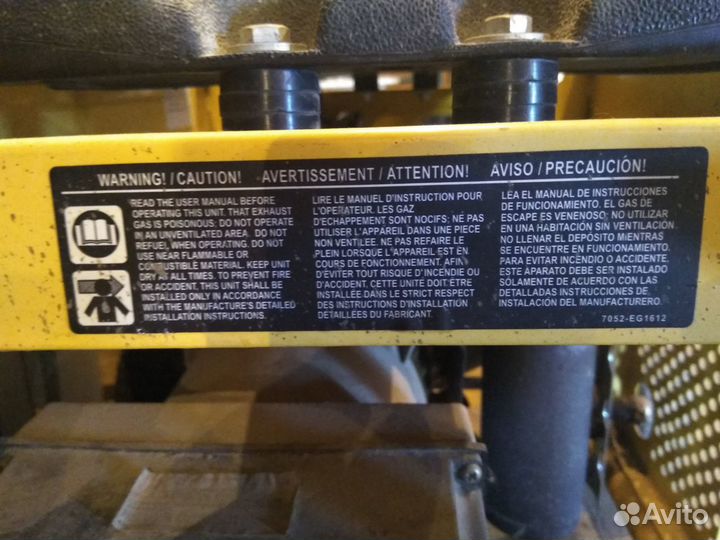 WARNING! / CAUTION! AVERTISSEMENT / ATTENTION! AVISO / PRECAUCIÓN!
READ THE USER MANUAL BEFORE
OPERATING THIS UNIT. THAT EXHAUST
GAS IS POISONOUS: DO NOT OPERATE
IN AN UNVENTILATED AREA. DO NOT
REFUEL WHEN OPERATING. DO NOT
USE NEAR FLAMMABLE OR
COMBUSTIBLE MATERIAL. KEEP UNIT
DRY AT ALL TIMES. TO PREVENT FIRE
OR ACCIDENT. THIS UNIT SHALL BE
INSTALLED ONLY IN ACCORDANCE
WITH THE MANUFACTURE'S DETAILED
INSTALLATION INSTRUCTIONS.
LIRE LE MANUEL D'INSTRUCTION POUR
L'OPERATEUR. LES GAZ
D'ECHAPPEMENT SONT NOCIFS: NE PAS
UTILISER L'APPAREIL DANS UNE PIECE
NON VENTILEE. NE PAS REFAIRE LE
PLEIN LORSQUE L'APPAREIL EST EN
COURS DE FONCTIONNEMENT, AFIN
D'ÉVITER TOUT RISQUE D'INCENDIE OU
D'ACCIDENT. CETTE UNITE DOIT ÊTRE
INSTALLÉE DANS LE STRICT RESPECT
DES INSTRUCTIONS D'INSTALLATION
DETAILLÉES DU FABRICANT.
LEA EL MANUAL DE INSTRUCCIONES
DE FUNCIONAMIENTO. EL GAS DE
ESCAPE ES VENENOSO: NO UTILIZAR
EN UNA HABITACIÓN SIN VENTILACIÓN
NO LLENAR EL DEPÓSITO MIENTRAS
SE ENCUENTRE EN FUNCIONAMIENTO.
PARA EVITAR INCENDIO O ACCIDENTE.
ESTE APARATO DEBE SER INSTALADO
SOLAMENTE DE ACUERDO CON LAS
DETALLADAS INSTRUCCIONES DE
INSTALACIÓN DEL MANUFACTURERO.
7052-EG1612
Avito